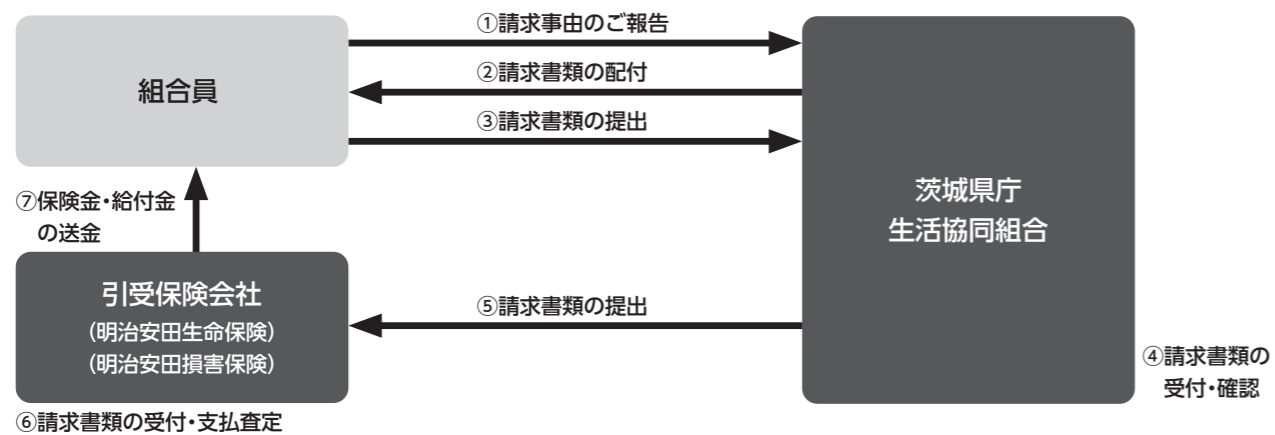 ①請求事由のご報告
組合員
②請求書類の配付
③請求書類の提出
茨城県庁
生活協同組合
⑦保険金・給付金
の送金
引受保険会社
(明治安田生命保険)
(明治安田損害保険)
⑤請求書類の提出
④請求書類の
受付・確認
⑥請求書類の受付・支払査定